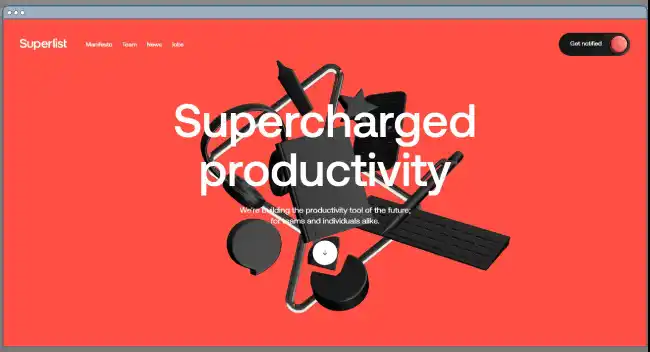 Superlist
Manifesto Team News Jobs
Get notified
Supercharged
productivity
We're building the productivity tool of the future;
for teams and individuals alike.